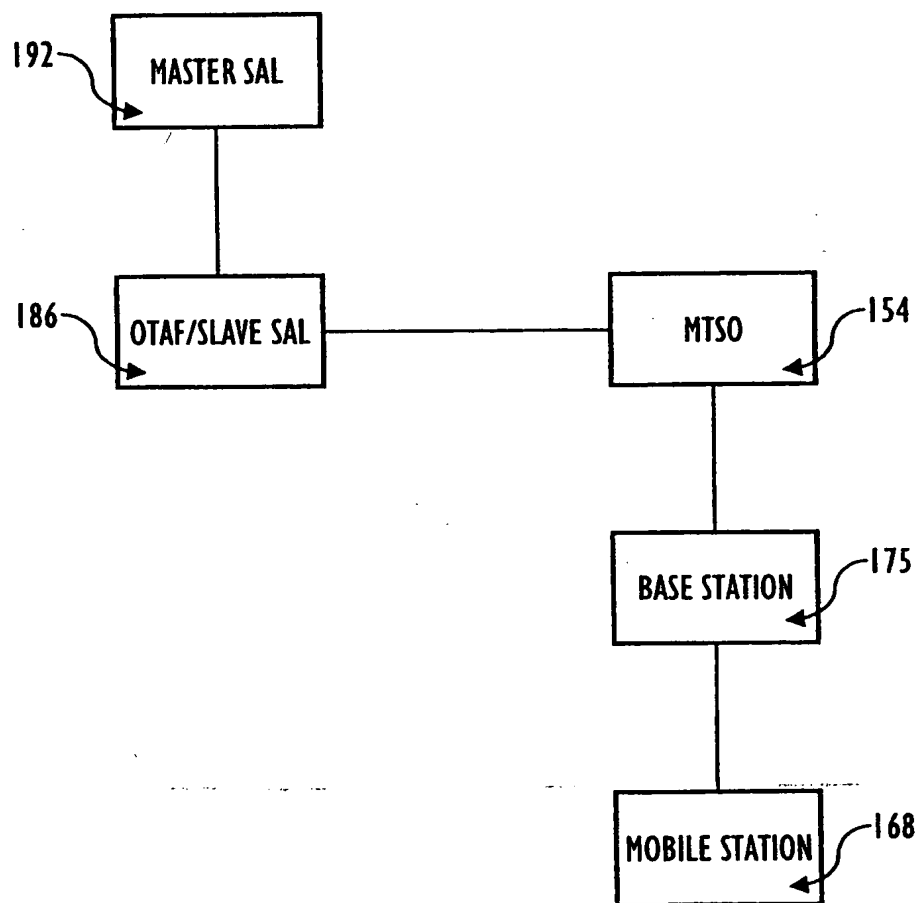 192
MASTER SAL
186
OTAF/SLAVE SAL
MTSO
154
BASE STATION
175
MOBILE STATION
168